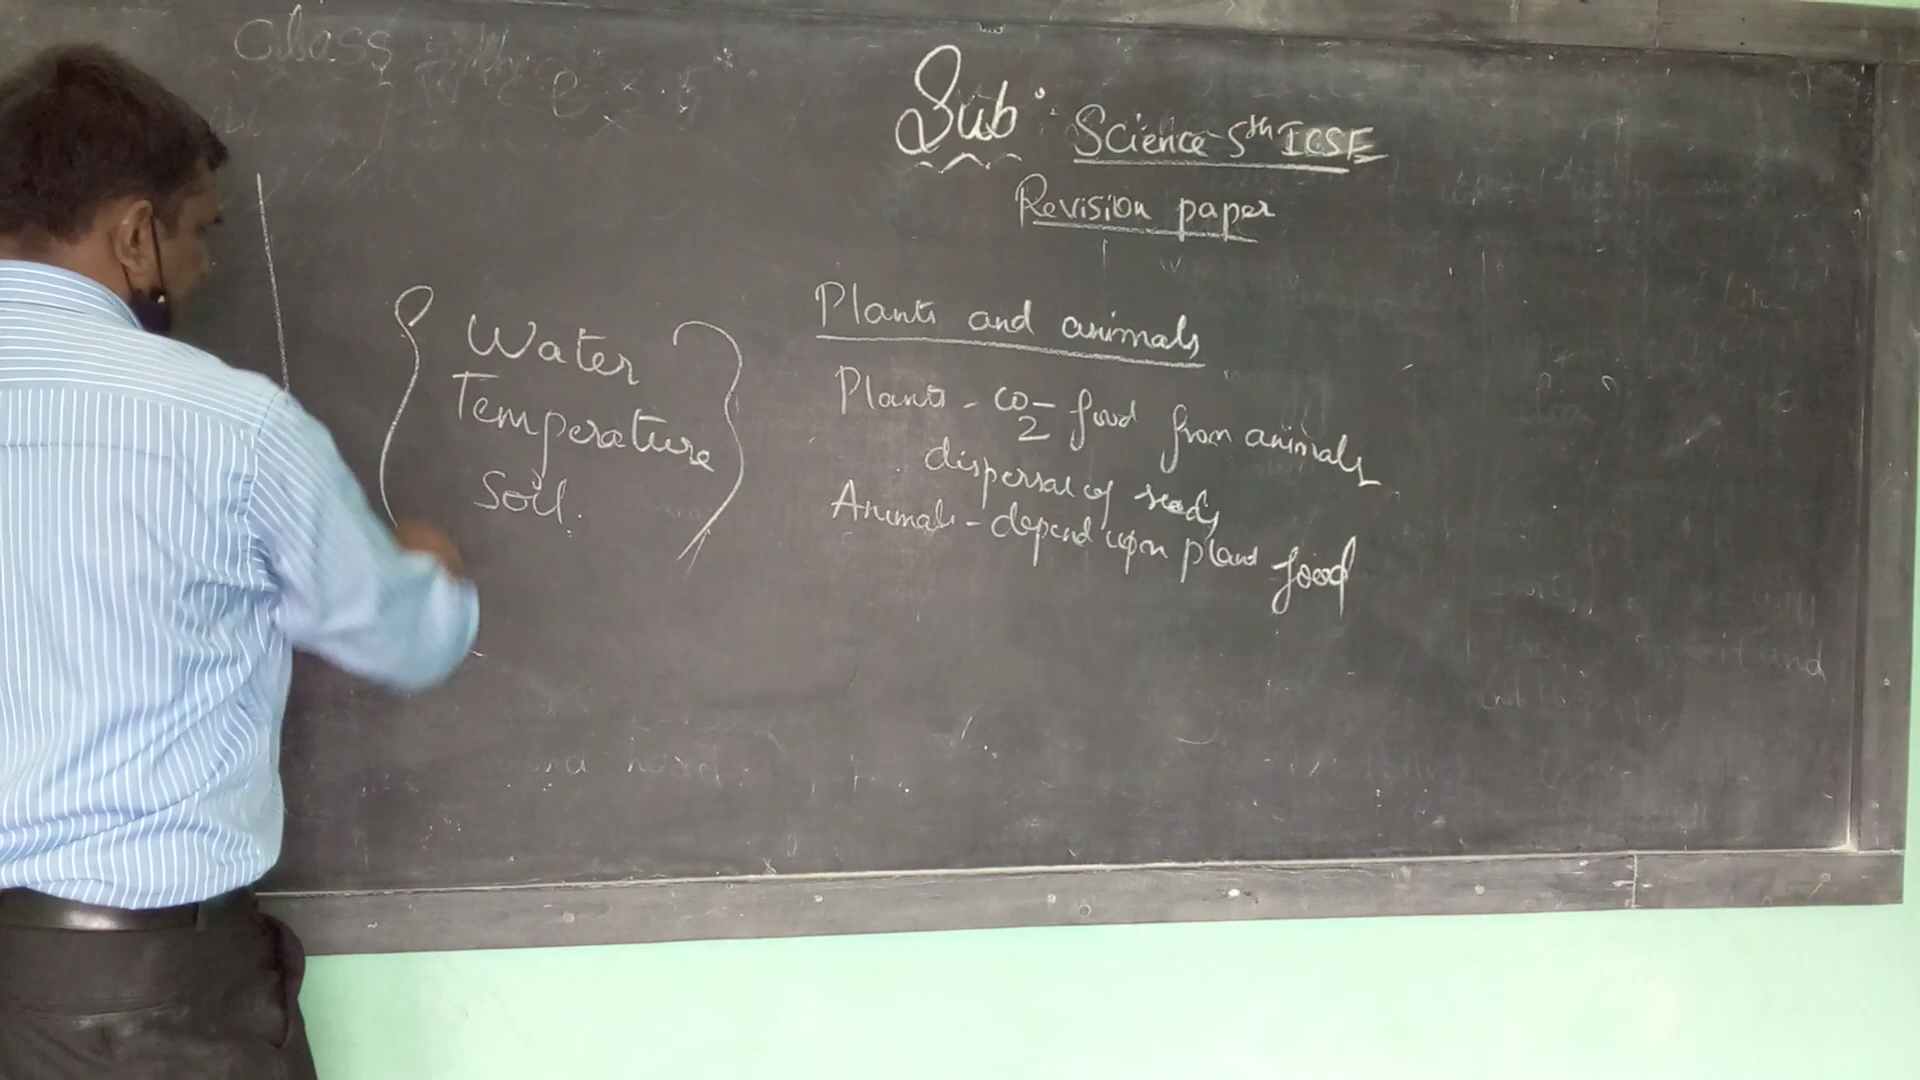 Class
Sub: Science-5th ICSE
Revision paper
Water
Temperature
Soil.
Plants and animals
Plants - CO2 - food from animals
dispersal of seeds
Animals - depend upon plant food